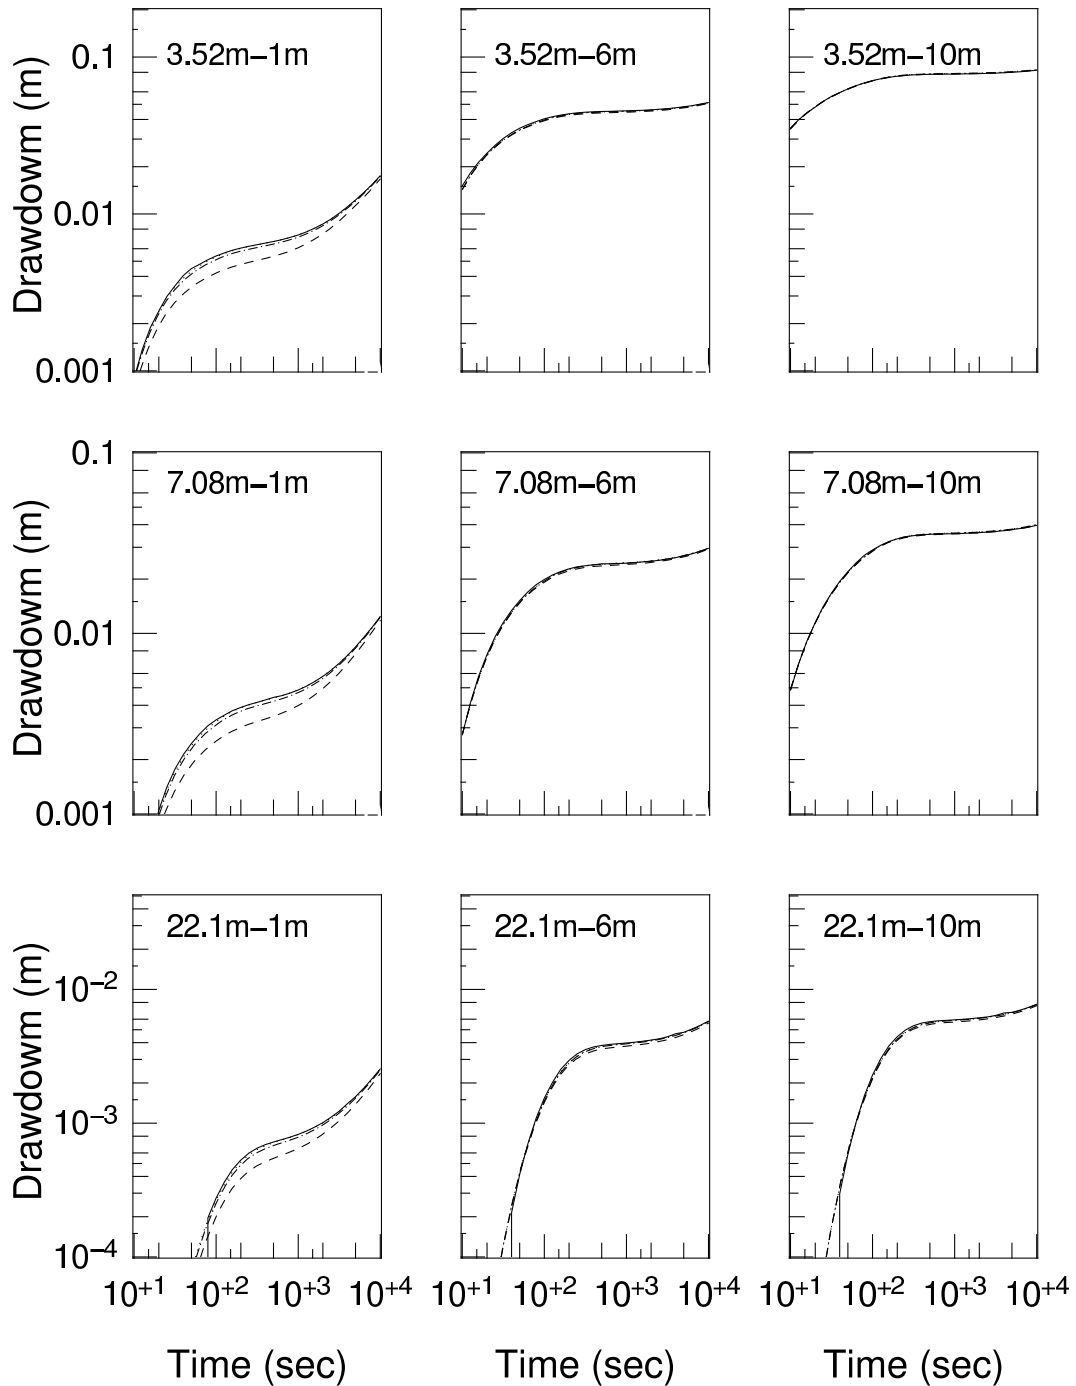 Drawdowm (m)
0.1
0.01
0.001
3.52m–1m
3.52m–6m
3.52m–10m
Drawdowm (m)
0.1
0.01
0.001
7.08m–1m
7.08m–6m
7.08m–10m
Drawdowm (m)
10⁻²
10⁻³
10⁻⁴
22.1m–1m
22.1m–6m
22.1m–10m
10⁺¹ 10⁺² 10⁺³ 10⁺⁴
10⁺¹ 10⁺² 10⁺³ 10⁺⁴
10⁺¹ 10⁺² 10⁺³ 10⁺⁴
Time (sec)
Time (sec)
Time (sec)